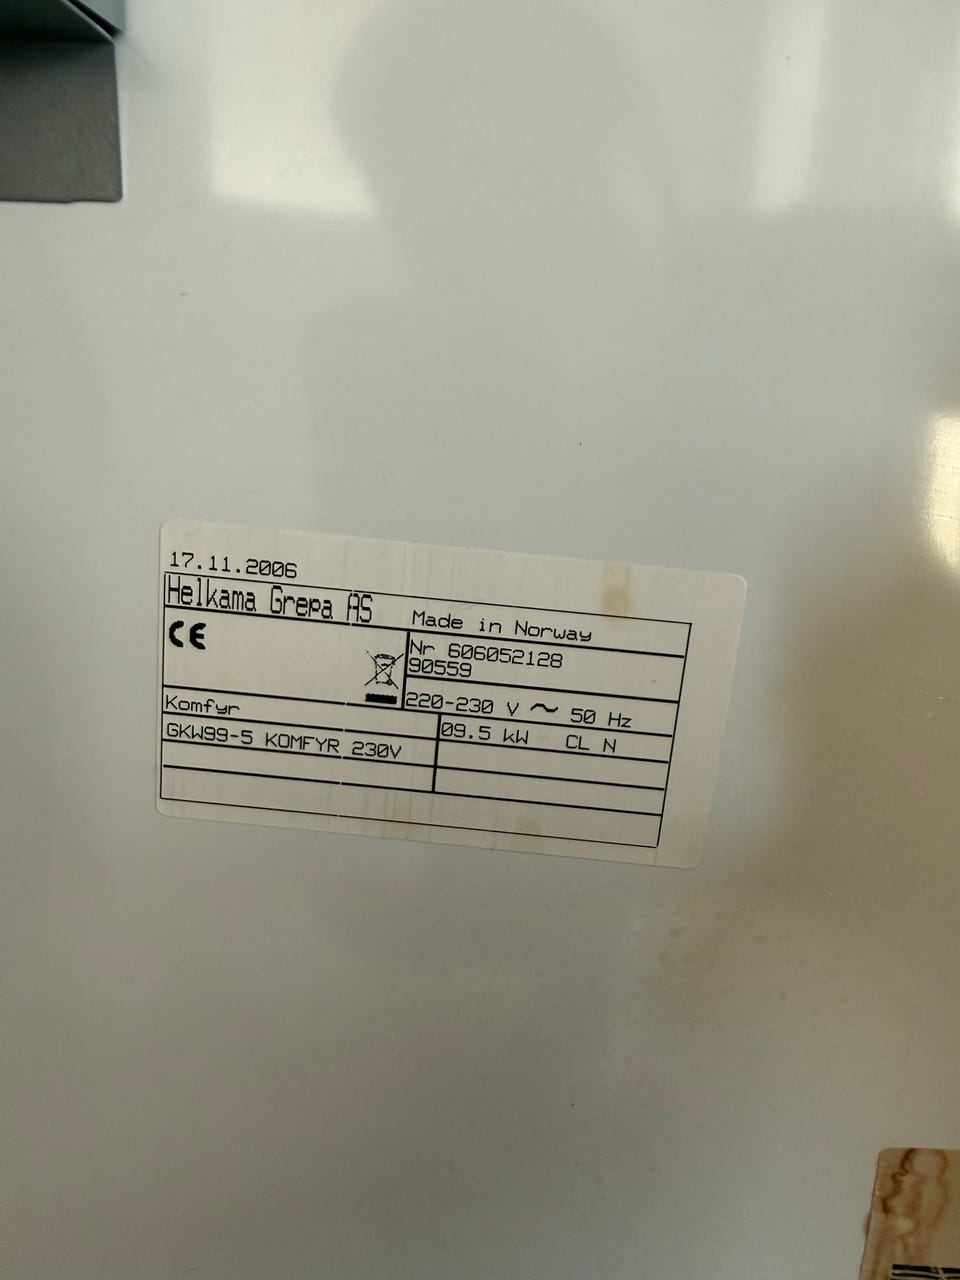 17.11.2006
Helkama Grepa AS Made in Norway
CE
Nr 606052128
90559
220-230 V ~ 50 Hz
Komfyr
09.5 kW CL N
GKW99-5 KOMFYR 230V